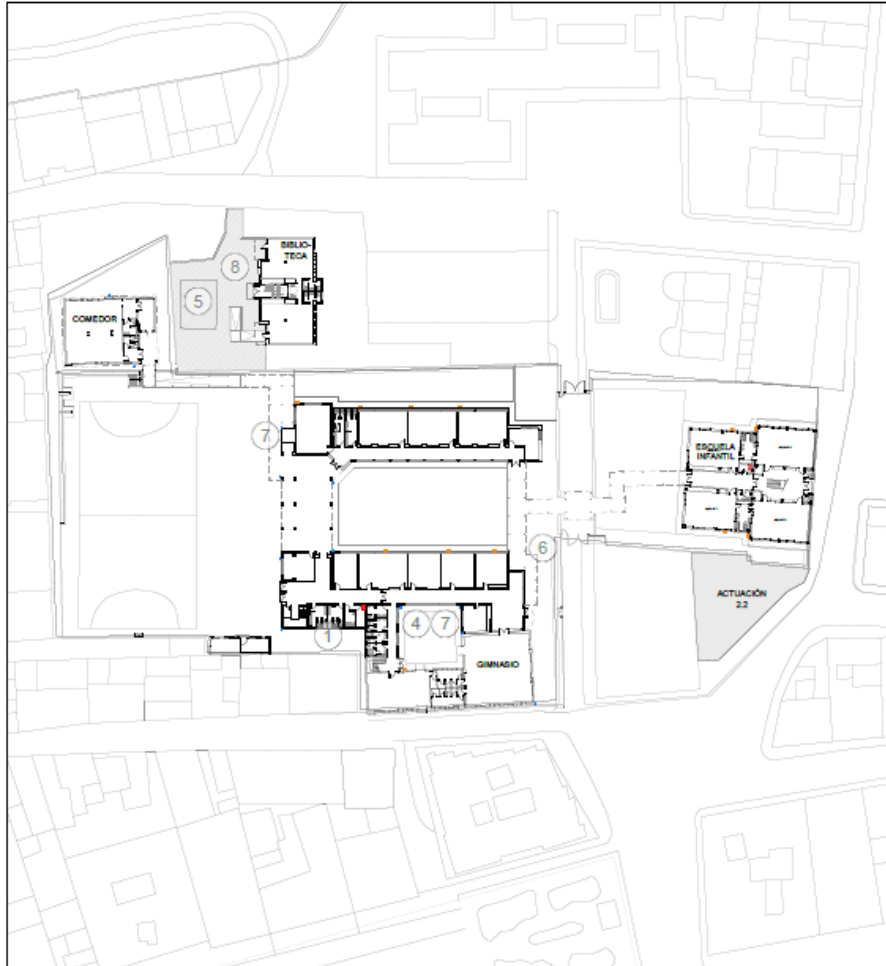 BIBLIO-
TECA
8
5
COMEDOR
7
ESCUELA
INFANTIL
6
ACTUACIÓN
2.2
1
4
7
GIMNASIO